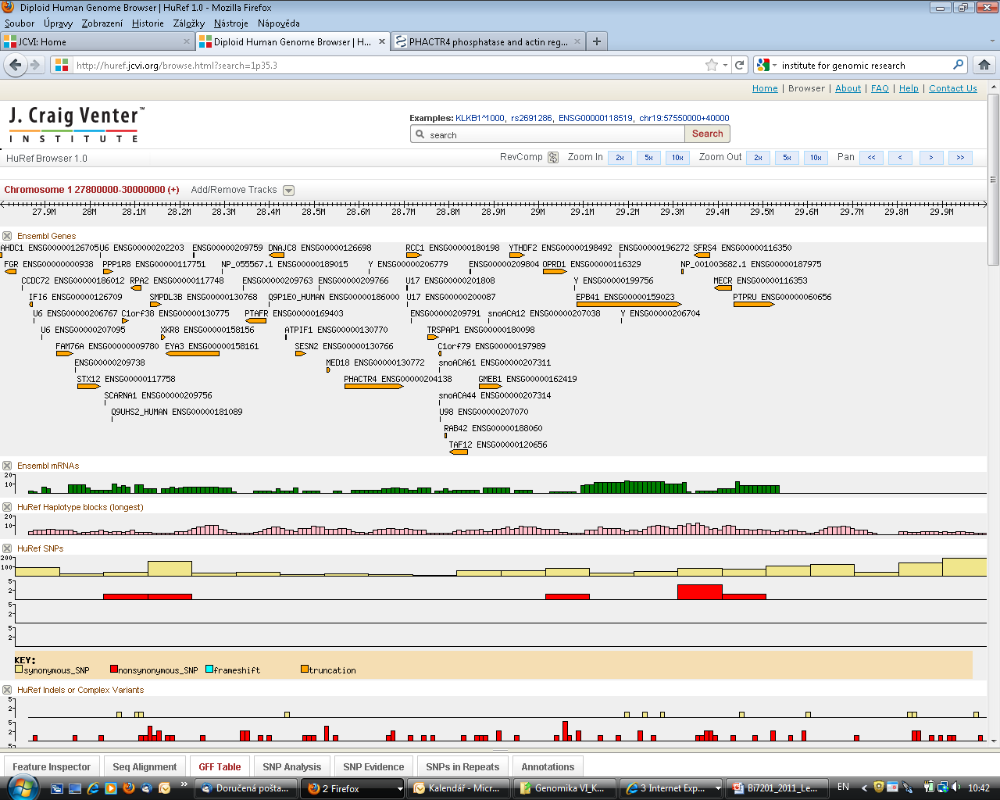 Diploid Human Genome Browser | HuRef 1.0 - Mozilla Firefox
Soubor Úpravy Zobrazení Historie Záložky Nástroje Nápověda
JCVI: Home Diploid Human Genome Browser | H... PHACTR4 phosphatase and actin reg...
http://huref.jcvi.org/browse.html?search=1p35.3 institute for genomic research
Home | Browser | About | FAQ | Help | Contact Us
J. Craig Venter™
INSTITUTE
Examples: KLKB1^1000, rs2691286, ENSG00000118519, chr19:57550000+40000
search Search
HuRef Browser 1.0 RevComp Zoom In 2x 5x 10x Zoom Out 2x 5x 10x Pan << < > >>
Chromosome 1 27800000-30000000 (+) Add/Remove Tracks
27.9M 28M 28.1M 28.2M 28.3M 28.4M 28.5M 28.6M 28.7M 28.8M 28.9M 29M 29.1M 29.2M 29.3M 29.4M 29.5M 29.6M 29.7M 29.8M 29.9M
Ensembl Genes
AHDC1 ENSG00000126705 U6 ENSG00000202203 ENSG00000209759 DNAJC8 ENSG00000126698 RCC1 ENSG00000180198 YTHDF2 ENSG00000198492 ENSG00000196272 SFRS4 ENSG00000116350
FGR ENSG00000000938 PPP1R8 ENSG00000117751 NP_055567.1 ENSG00000189015 Y ENSG00000206779 ENSG00000209804 OPRD1 ENSG00000116329 NP_001003682.1 ENSG00000187975
CCDC72 ENSG00000186012 RPA2 ENSG00000117748 ENSG00000209763 ENSG00000209766 U17 ENSG00000201808 Y ENSG00000199756 MECR ENSG00000116353
IFI6 ENSG00000126709 SMPDL3B ENSG00000130768 Q9P1E0_HUMAN ENSG00000186000 U17 ENSG00000200087 EPB41 ENSG00000159023 PTPRU ENSG00000060656
U6 ENSG00000206767 C1orf38 ENSG00000130775 PTAFR ENSG00000169403 ENSG00000209791 snoACA12 ENSG00000207038 Y ENSG00000206704
U6 ENSG00000207095 XKR8 ENSG00000158156 ATPIF1 ENSG00000130770 TRSPAP1 ENSG00000180098
FAM76A ENSG00000009780 EYA3 ENSG00000158161 SESN2 ENSG00000130766 C1orf79 ENSG00000197989
ENSG00000209738 MED18 ENSG00000130772 snoACA61 ENSG00000207311
STX12 ENSG00000117758 PHACTR4 ENSG00000204138 GMEB1 ENSG00000162419
SCARNA1 ENSG00000209756 snoACA44 ENSG00000207314
Q9UHS2_HUMAN ENSG00000181089 U98 ENSG00000207070
RAB42 ENSG00000188060
TAF12 ENSG00000120656
Ensembl mRNAs
20
10
HuRef Haplotype blocks (longest)
20
10
HuRef SNPs
200
100
5
2
5
2
5
2
KEY:
synonymous_SNP nonsynonymous_SNP frameshift truncation
HuRef Indels or Complex Variants
5
2
5
2
5
Feature Inspector Seq Alignment GFF Table SNP Analysis SNP Evidence SNPs in Repeats Annotations
Doručená pošta... 2 Firefox Kalendář - Micr... Genomika VI_K... 3 Internet Exp... Bi7201_2011_Le... EN 10:42